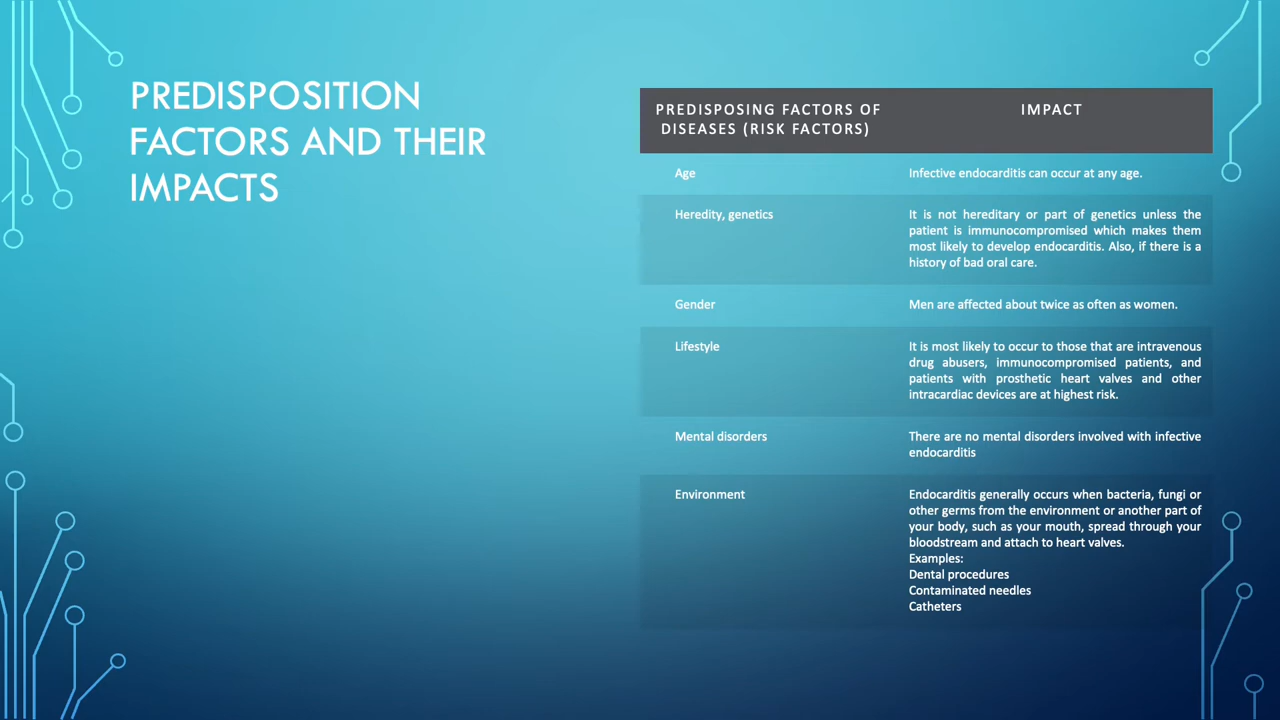 PREDISPOSITION
FACTORS AND THEIR
IMPACTS
PREDISPOSING FACTORS OF
DISEASES (RISK FACTORS)
IMPACT
Age
Infective endocarditis can occur at any age.
Heredity, genetics
It is not hereditary or part of genetics unless the
patient is immunocompromised which makes them
most likely to develop endocarditis. Also, if there is a
history of bad oral care.
Gender
Men are affected about twice as often as women.
Lifestyle
It is most likely to occur to those that are intravenous
drug abusers, immunocompromised patients, and
patients with prosthetic heart valves and other
intracardiac devices are at highest risk.
Mental disorders
There are no mental disorders involved with infective
endocarditis
Environment
Endocarditis generally occurs when bacteria, fungi or
other germs from the environment or another part of
your body, such as your mouth, spread through your
bloodstream and attach to heart valves.
Examples:
Dental procedures
Contaminated needles
Catheters